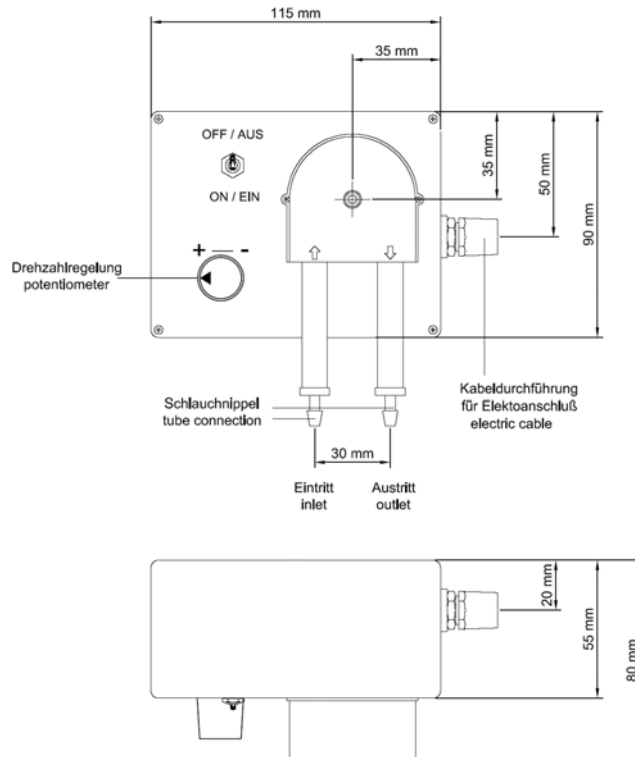 115 mm
35 mm
OFF / AUS
ON / EIN
35 mm
50 mm
90 mm
+ -
Drehzahlregelung
potentiometer
Schlauchnippel
tube connection
Kabeldurchführung
für Elektoanschluß
electric cable
30 mm
Eintritt
inlet
Austritt
outlet
20 mm
55 mm
80 mm